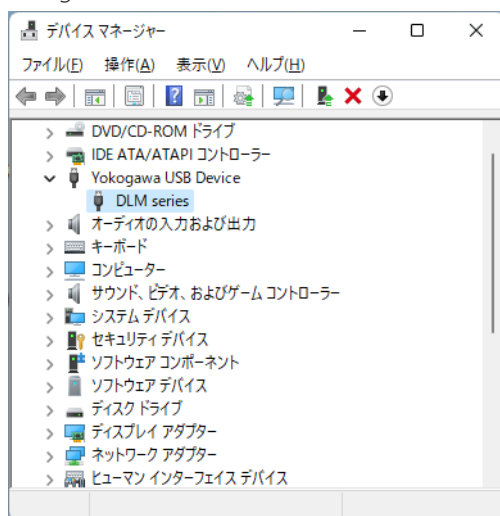 デバイス マネージャー
ファイル(F) 操作(A) 表示(V) ヘルプ(H)
DVD/CD-ROM ドライブ
IDE ATA/ATAPI コントローラー
Yokogawa USB Device
DLM series
オーディオの入力および出力
キーボード
コンピューター
サウンド、ビデオ、およびゲーム コントローラー
システム デバイス
セキュリティ デバイス
ソフトウェア コンポーネント
ソフトウェア デバイス
ディスク ドライブ
ディスプレイ アダプター
ネットワーク アダプター
ヒューマン インターフェイス デバイス